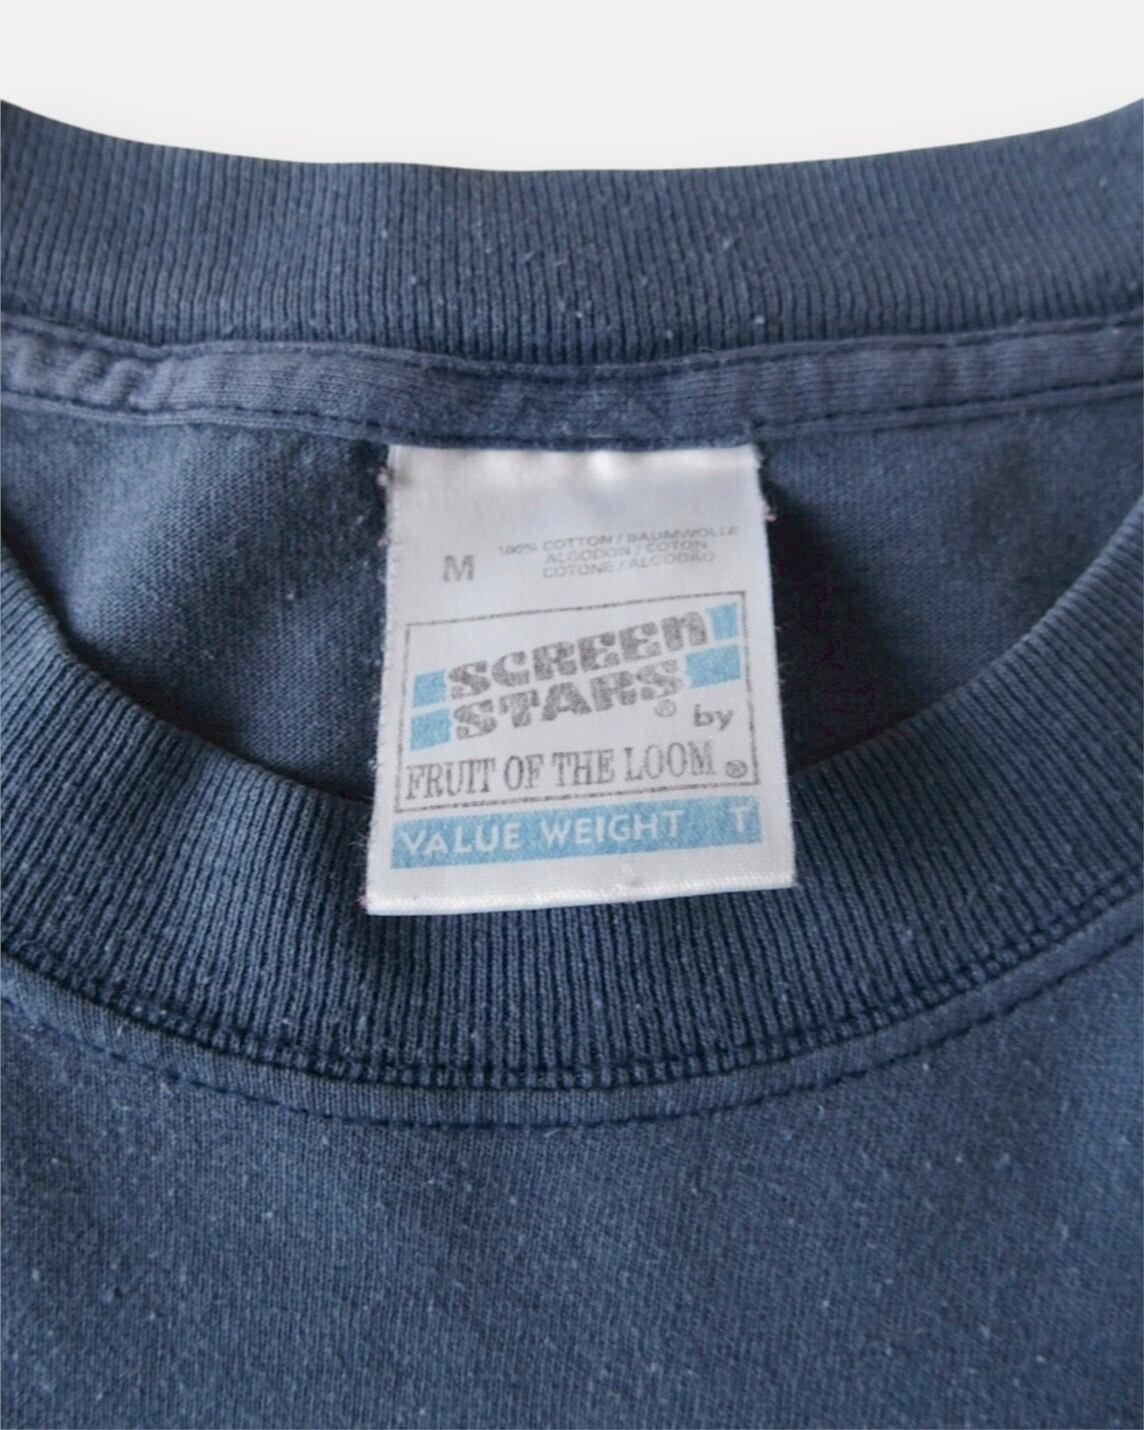 M
100% COTTON / BAUMWOLLE
ALGODON / COTON
COTONE / ALGODAO
SCREEN
STARS® by
FRUIT OF THE LOOM®
VALUE WEIGHT T